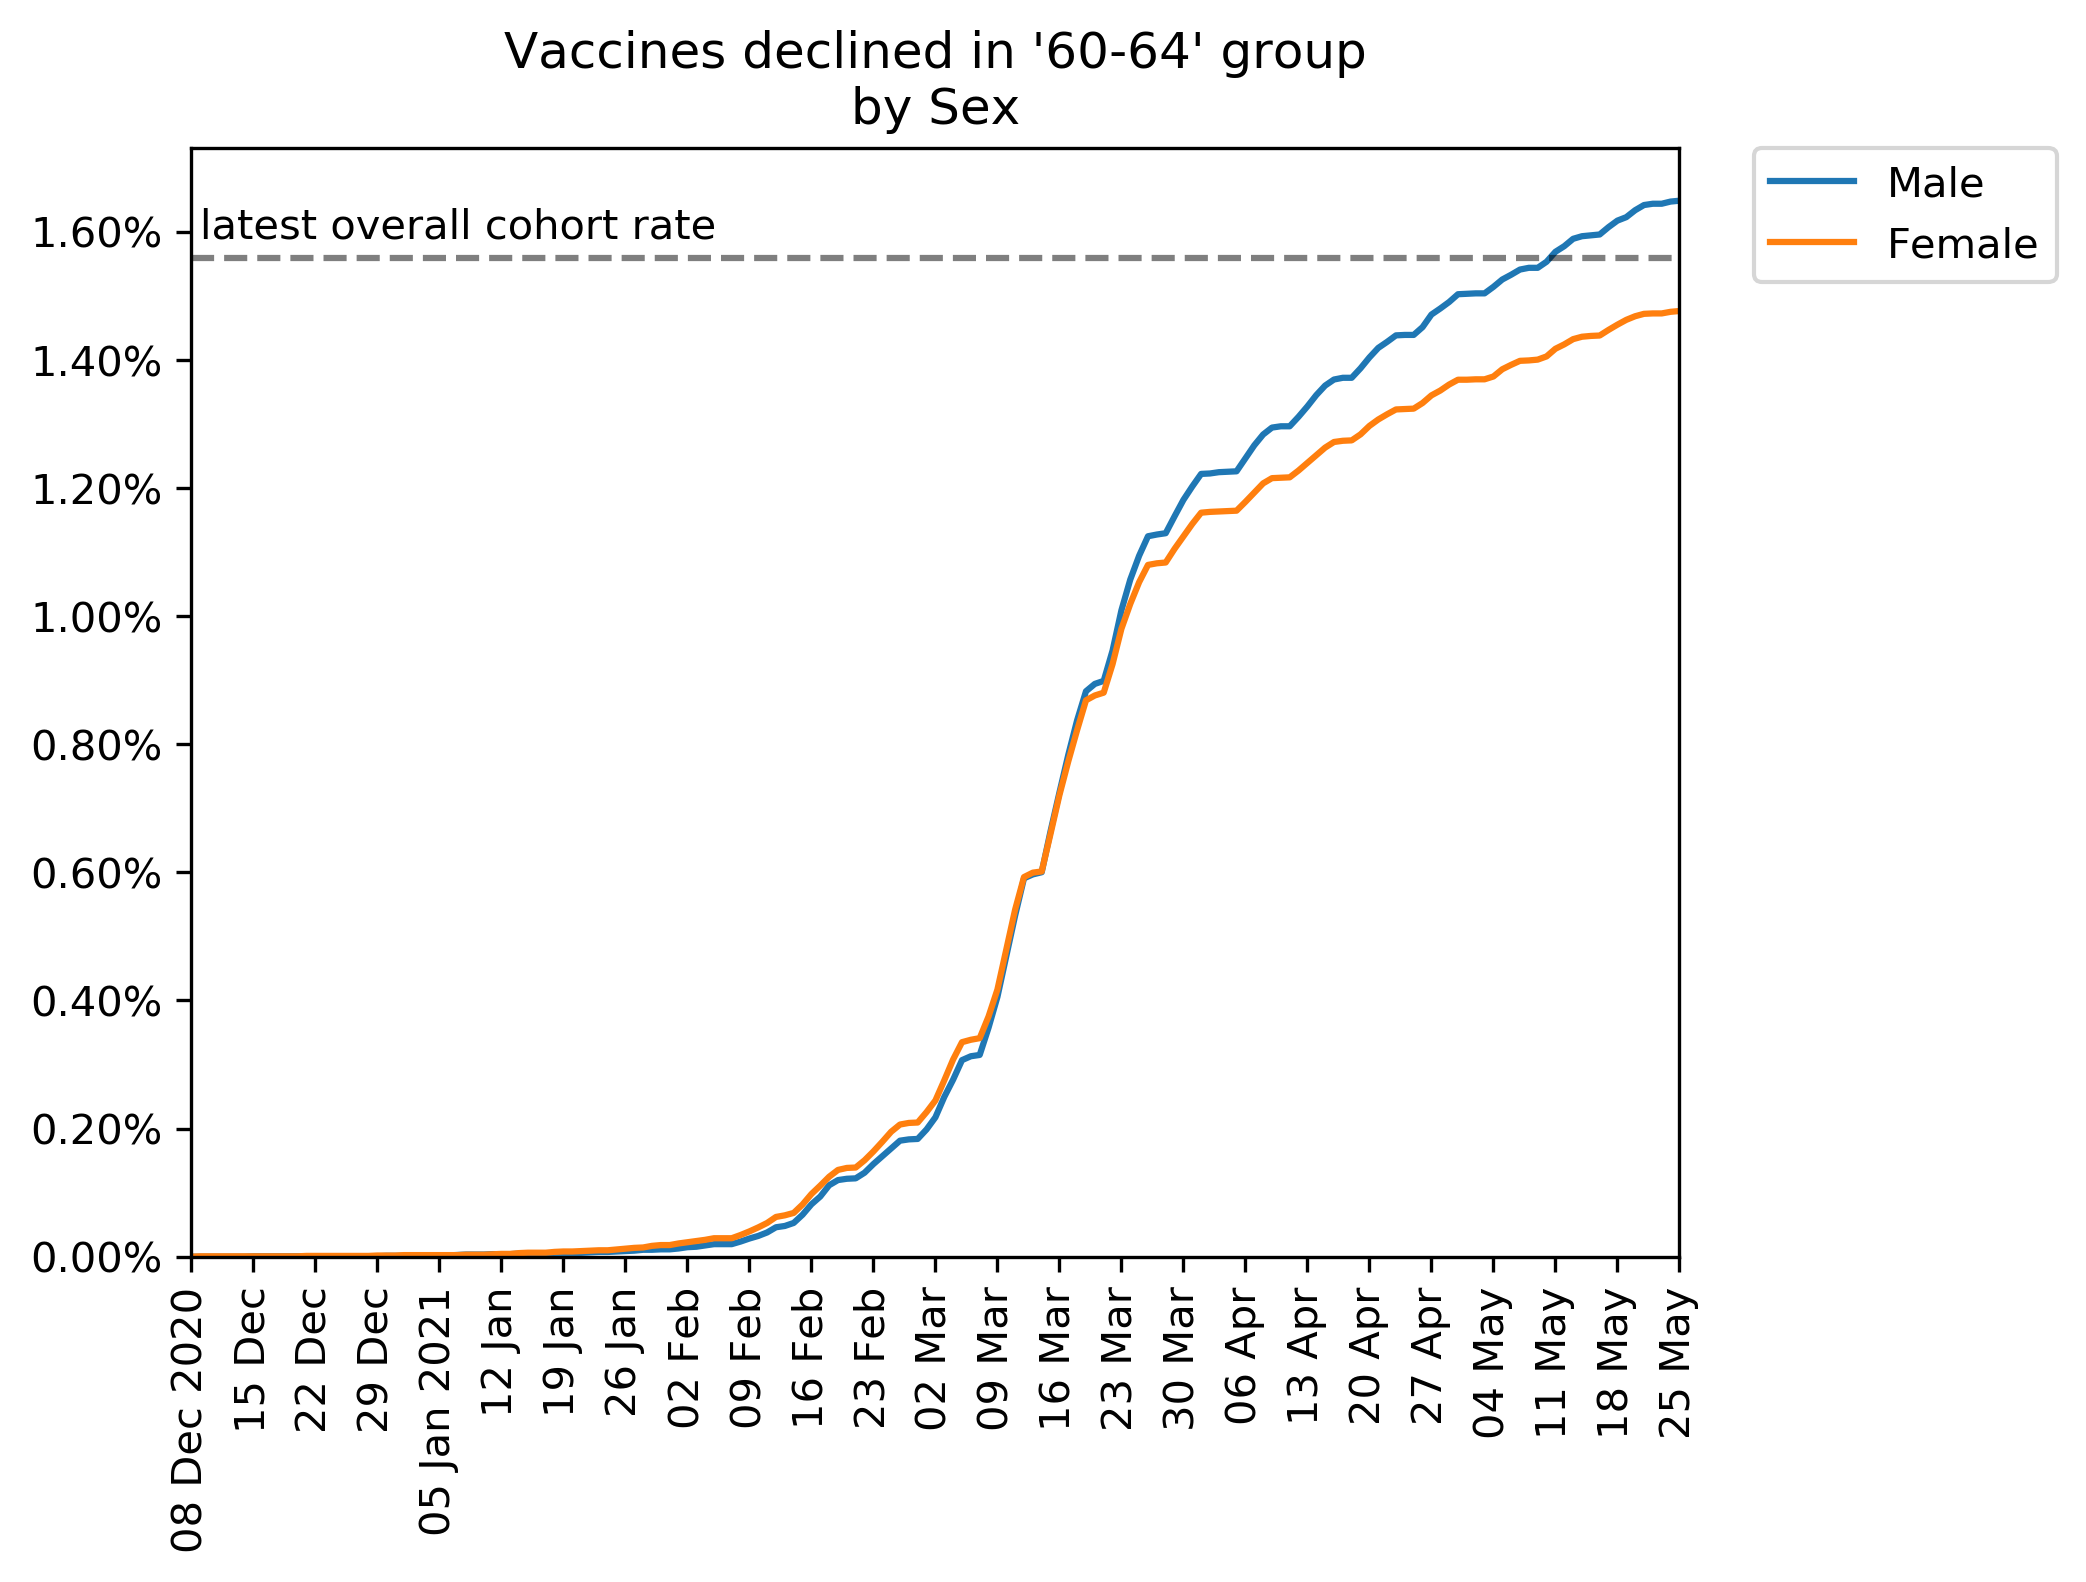 Vaccines declined in '60-64' group
by Sex
latest overall cohort rate
Male
Female
1.60%
1.40%
1.20%
1.00%
0.80%
0.60%
0.40%
0.20%
0.00%
08 Dec 2020
15 Dec
22 Dec
29 Dec
05 Jan 2021
12 Jan
19 Jan
26 Jan
02 Feb
09 Feb
16 Feb
23 Feb
02 Mar
09 Mar
16 Mar
23 Mar
30 Mar
06 Apr
13 Apr
20 Apr
27 Apr
04 May
11 May
18 May
25 May